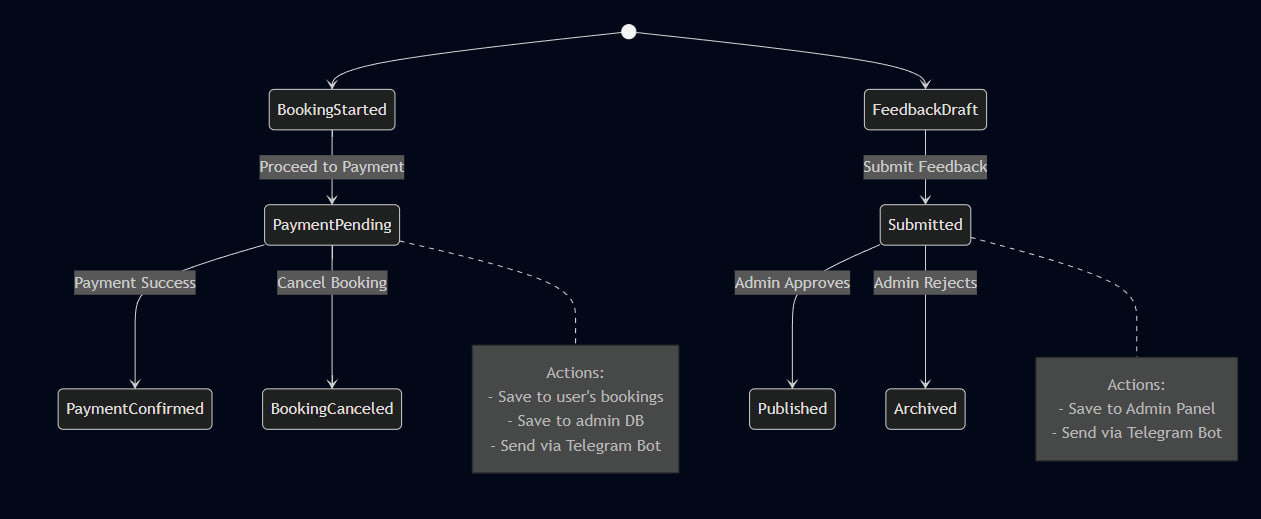 BookingStarted
FeedbackDraft
Proceed to Payment
Submit Feedback
PaymentPending
Submitted
Payment Success
Cancel Booking
Admin Approves
Admin Rejects
Actions:
- Save to user's bookings
- Save to admin DB
- Send via Telegram Bot
Actions:
- Save to Admin Panel
- Send via Telegram Bot
PaymentConfirmed
BookingCanceled
Published
Archived